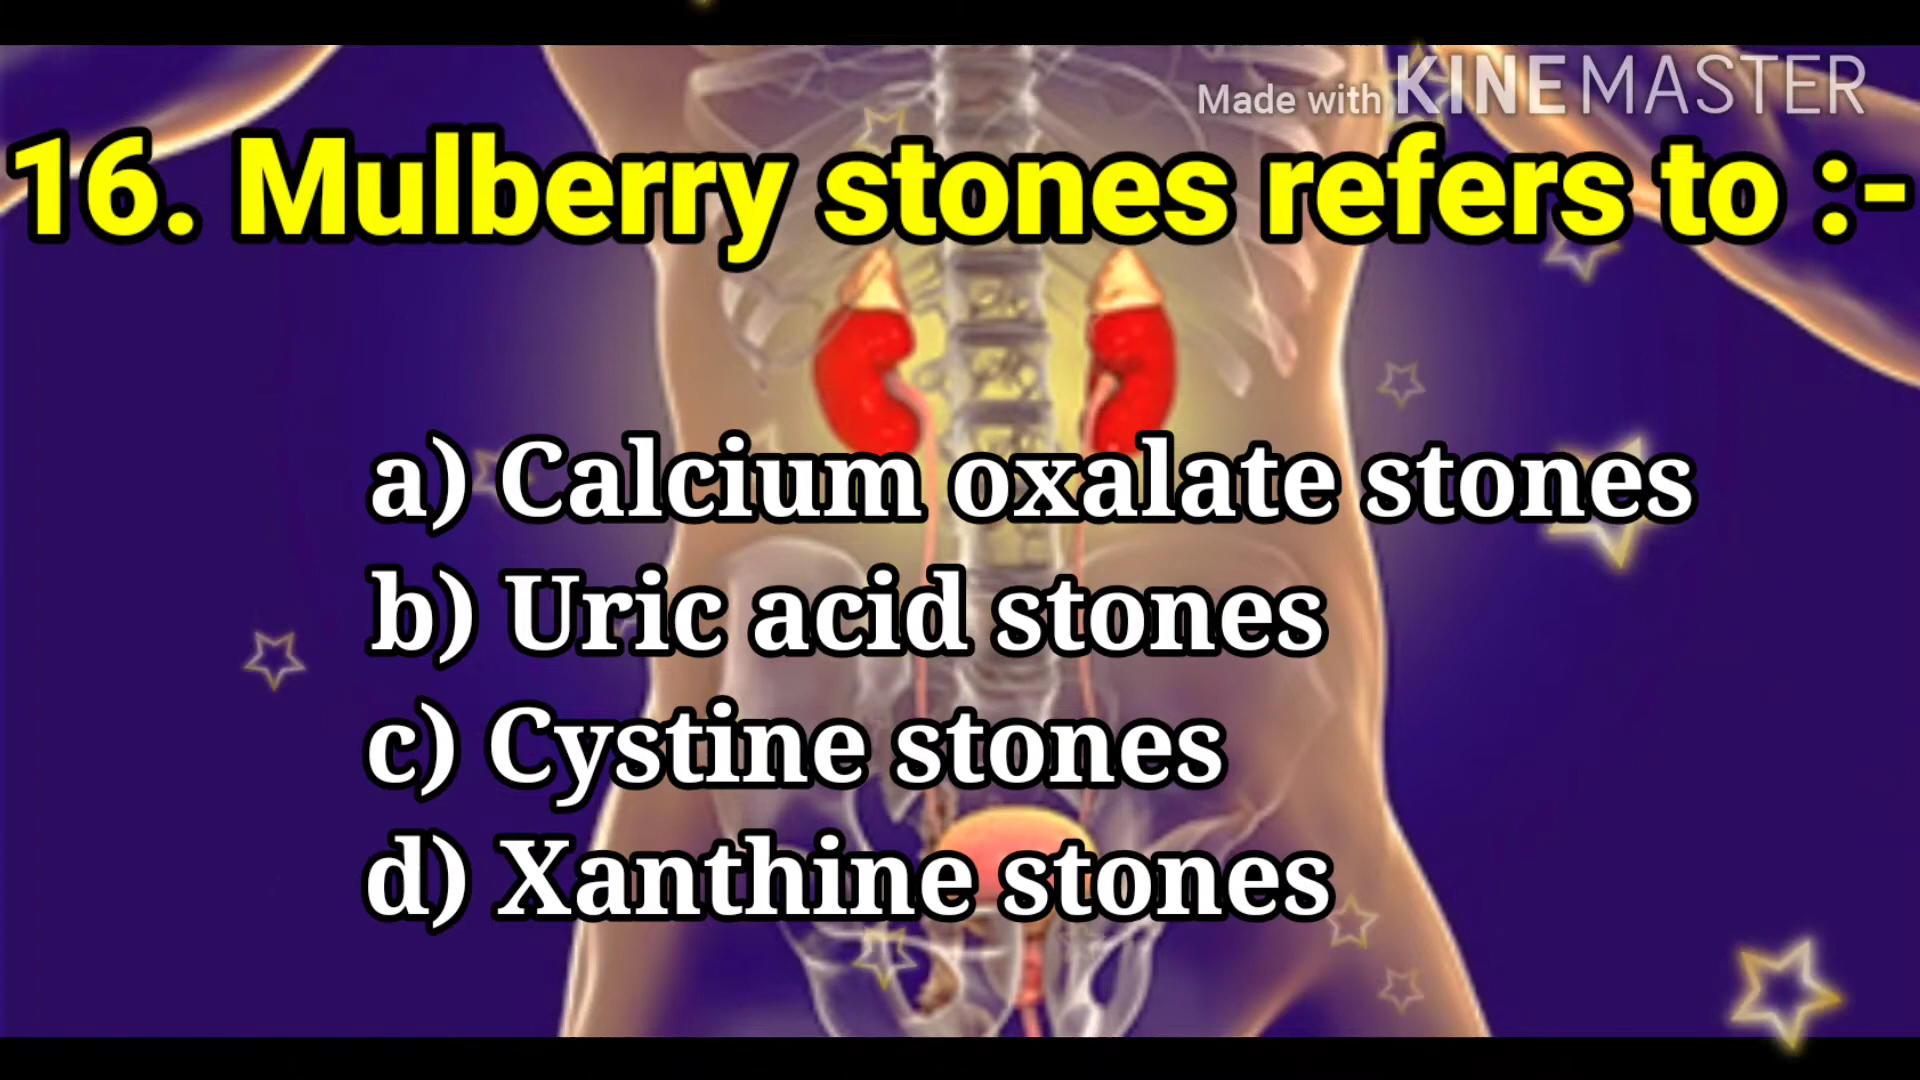 Made with KINEMASTER
16. Mulberry stones refers to :-
a) Calcium oxalate stones
b) Uric acid stones
c) Cystine stones
d) Xanthine stones